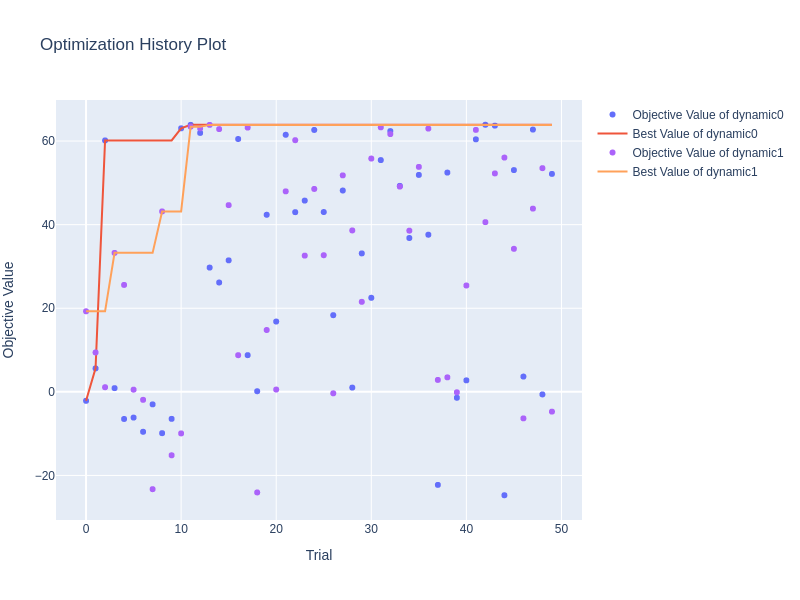 Optimization History Plot
Objective Value
60
40
20
0
−20
0
10
20
30
40
50
Trial
Objective Value of dynamic0
Best Value of dynamic0
Objective Value of dynamic1
Best Value of dynamic1